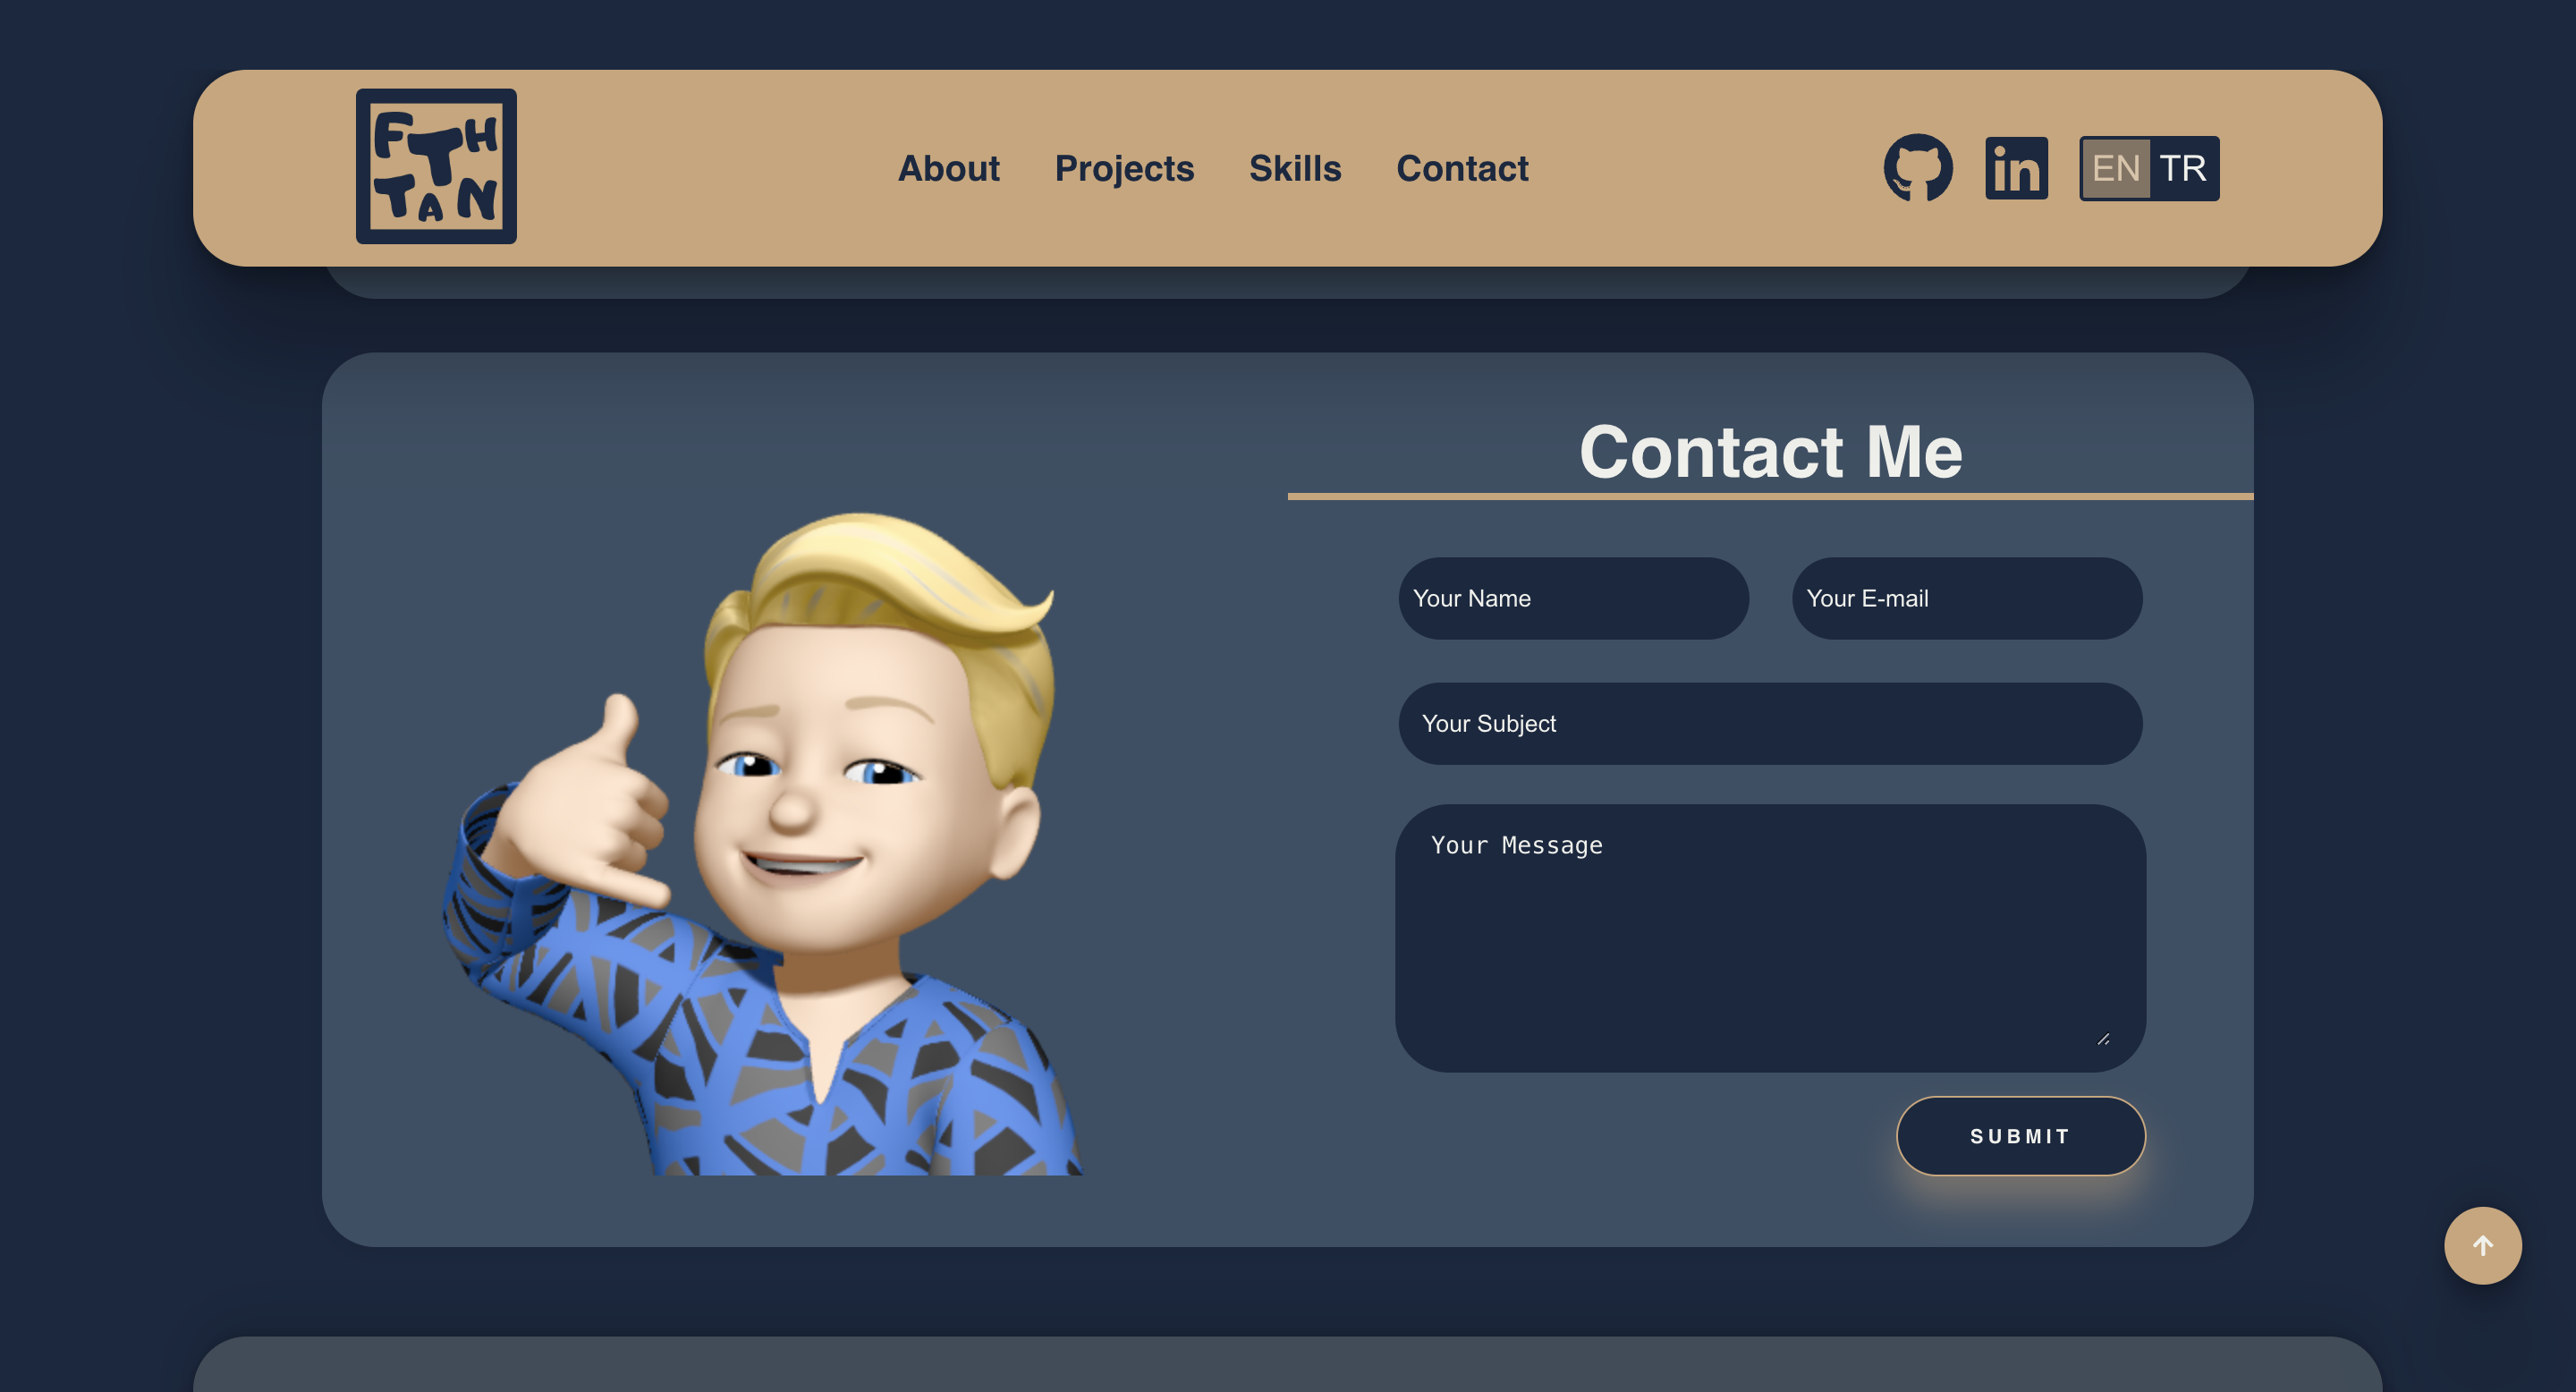 FTH
TAN
About Projects Skills Contact
in
EN TR
Contact Me
Your Name Your E-mail
Your Subject
Your Message
SUBMIT